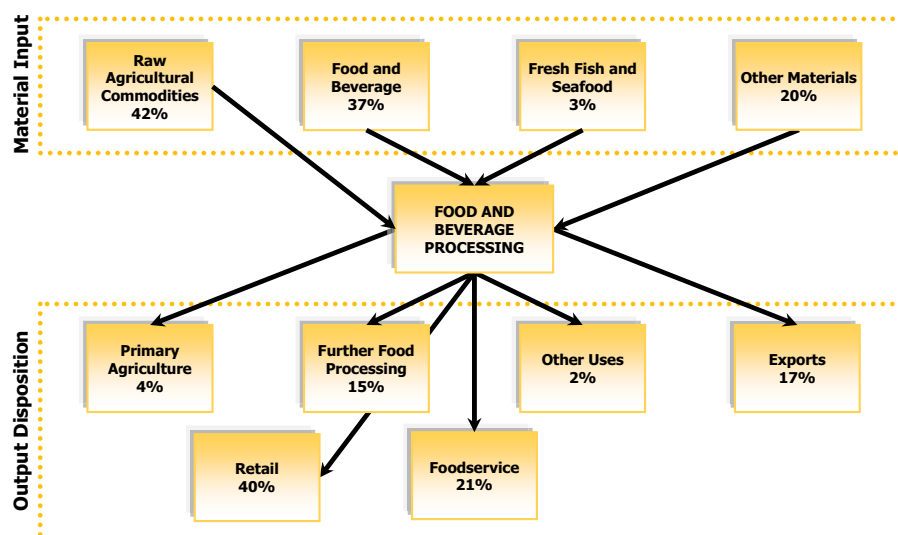 Material Input
Raw
Agricultural
Commodities
42%
Food and
Beverage
37%
Fresh Fish and
Seafood
3%
Other Materials
20%
FOOD AND
BEVERAGE
PROCESSING
Output Disposition
Primary
Agriculture
4%
Further Food
Processing
15%
Other Uses
2%
Exports
17%
Retail
40%
Foodservice
21%